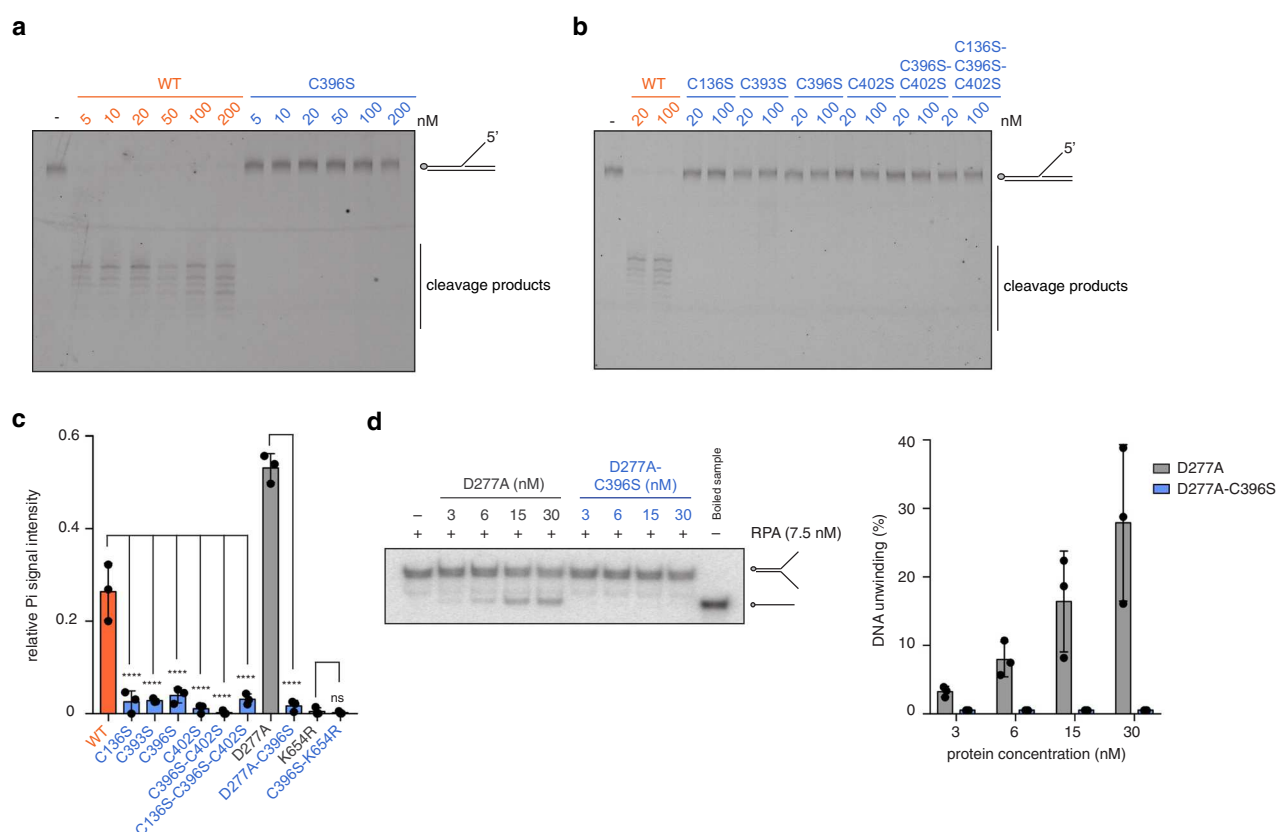 a
WT
C396S
-
5
10
20
50
100
200
5
10
20
50
100
200
nM
5’
cleavage products
b
WT
C136S
C393S
C396S
C402S
C396S-
C402S
C136S-
C396S-
C402S
-
20
100
20
100
20
100
20
100
20
100
20
100
20
100
nM
5’
cleavage products
c
relative Pi signal intensity
0.6
0.4
0.2
0
****
****
****
****
****
****
****
ns
WT
C136S
C393S
C396S
C402S
C396S-C402S
C136S-C396S-C402S
D277A
D277A-C396S
K654R
C396S-K654R
d
D277A (nM)
D277A-
C396S (nM)
Boiled sample
– 3 6 15 30 3 6 15 30
+ + + + + + + + + – RPA (7.5 nM)
DNA unwinding (%)
40
30
20
10
0
3 6 15 30
protein concentration (nM)
D277A
D277A-C396S